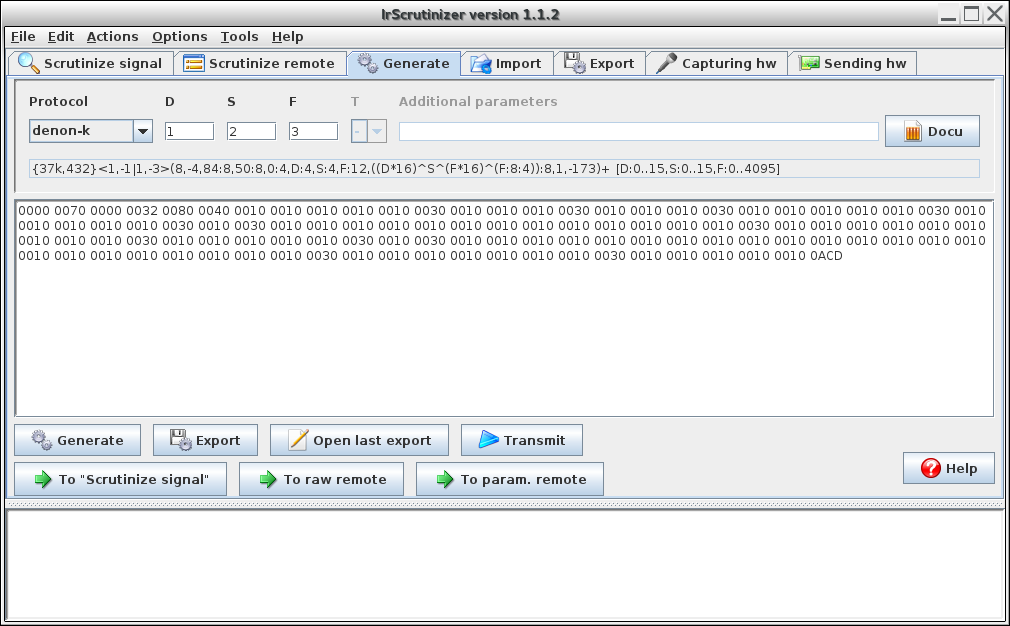 IrScrutinizer version 1.1.2
File Edit Actions Options Tools Help
Scrutinize signal Scrutinize remote Generate Import Export Capturing hw Sending hw
Protocol D S F T Additional parameters
denon-k 1 2 3 - Docu
{37k,432}<1,-1|1,-3>(8,-4,84:8,50:8,0:4,D:4,S:4,F:12,((D*16)^S^(F*16)^(F:8:4)):8,1,-173)+ [D:0..15,S:0..15,F:0..4095]
0000 0070 0000 0032 0080 0040 0010 0010 0010 0010 0010 0030 0010 0010 0010 0030 0010 0010 0010 0030 0010 0010 0010 0010 0010 0030 0010
0010 0010 0010 0010 0030 0010 0030 0010 0010 0010 0010 0010 0010 0010 0010 0010 0010 0010 0010 0010 0030 0010 0010 0010 0010 0010 0010
0010 0010 0010 0030 0010 0010 0010 0010 0010 0030 0010 0030 0010 0010 0010 0010 0010 0010 0010 0010 0010 0010 0010 0010 0010 0010 0010
0010 0010 0010 0010 0010 0010 0010 0010 0030 0010 0010 0010 0010 0010 0010 0010 0030 0010 0010 0010 0010 0010 0ACD
Generate Export Open last export Transmit
To "Scrutinize signal" To raw remote To param. remote Help